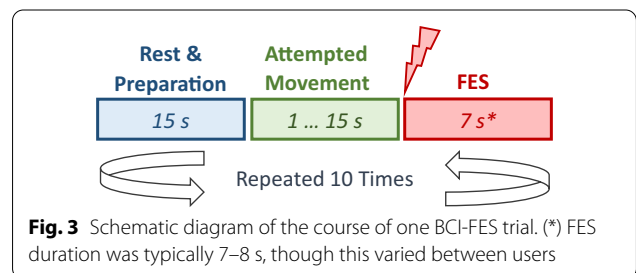 Rest & Preparation
Attempted Movement
FES
15 s
1 ... 15 s
7 s*
Repeated 10 Times
Fig. 3 Schematic diagram of the course of one BCI-FES trial. (*) FES
duration was typically 7–8 s, though this varied between users